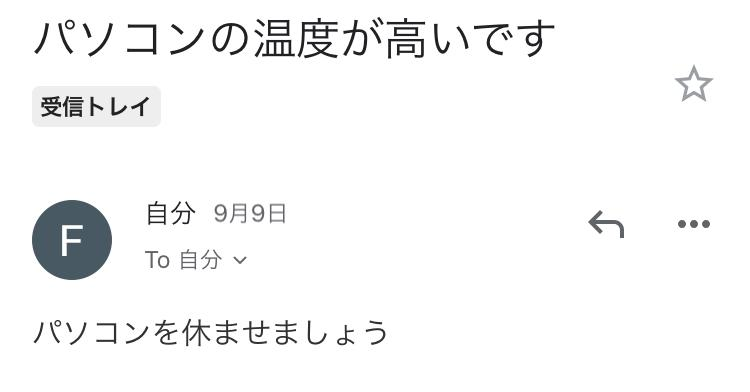 パソコンの温度が高いです
受信トレイ
F
自分 9月9日
To 自分
パソコンを休ませましょう